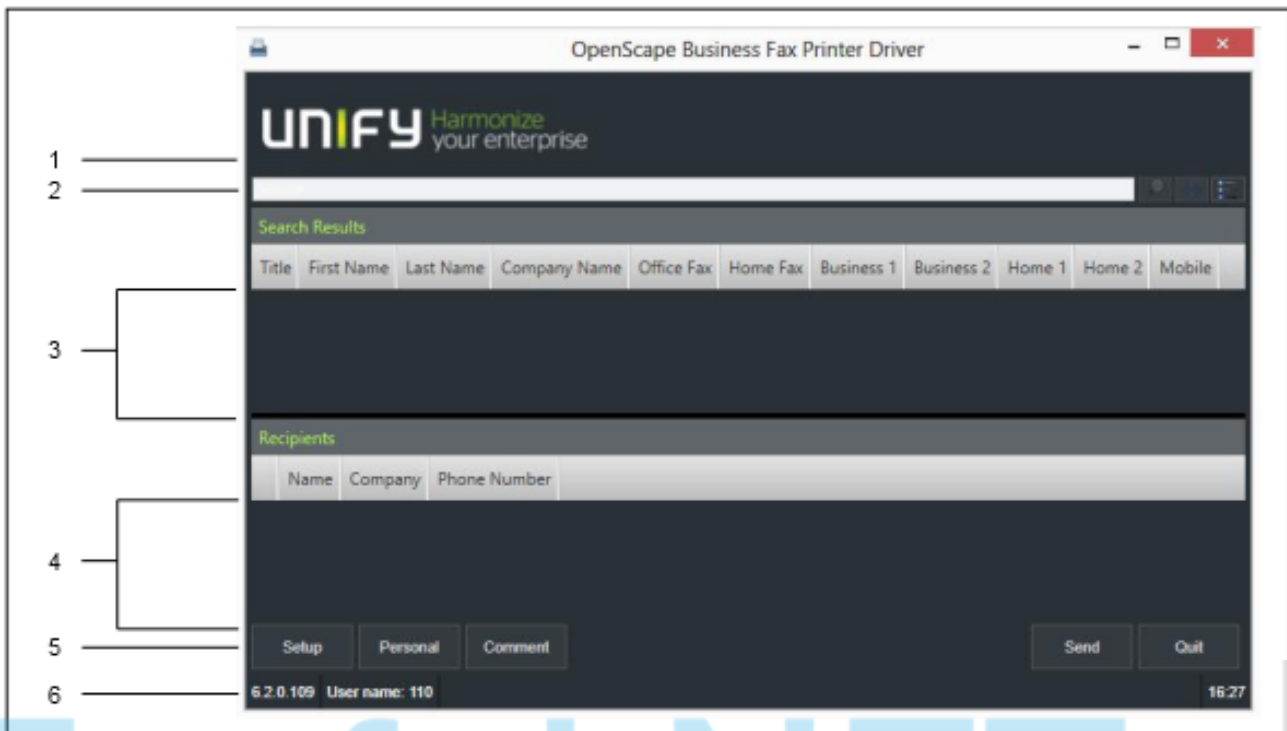 OpenScape Business Fax Printer Driver
UNIFY Harmonize
your enterprise
1
2
Search Results
Title First Name Last Name Company Name Office Fax Home Fax Business 1 Business 2 Home 1 Home 2 Mobile
3
Recipients
Name Company Phone Number
4
5 Setup Personal Comment Send Quit
6 6.2.0.109 User name: 110 16:27